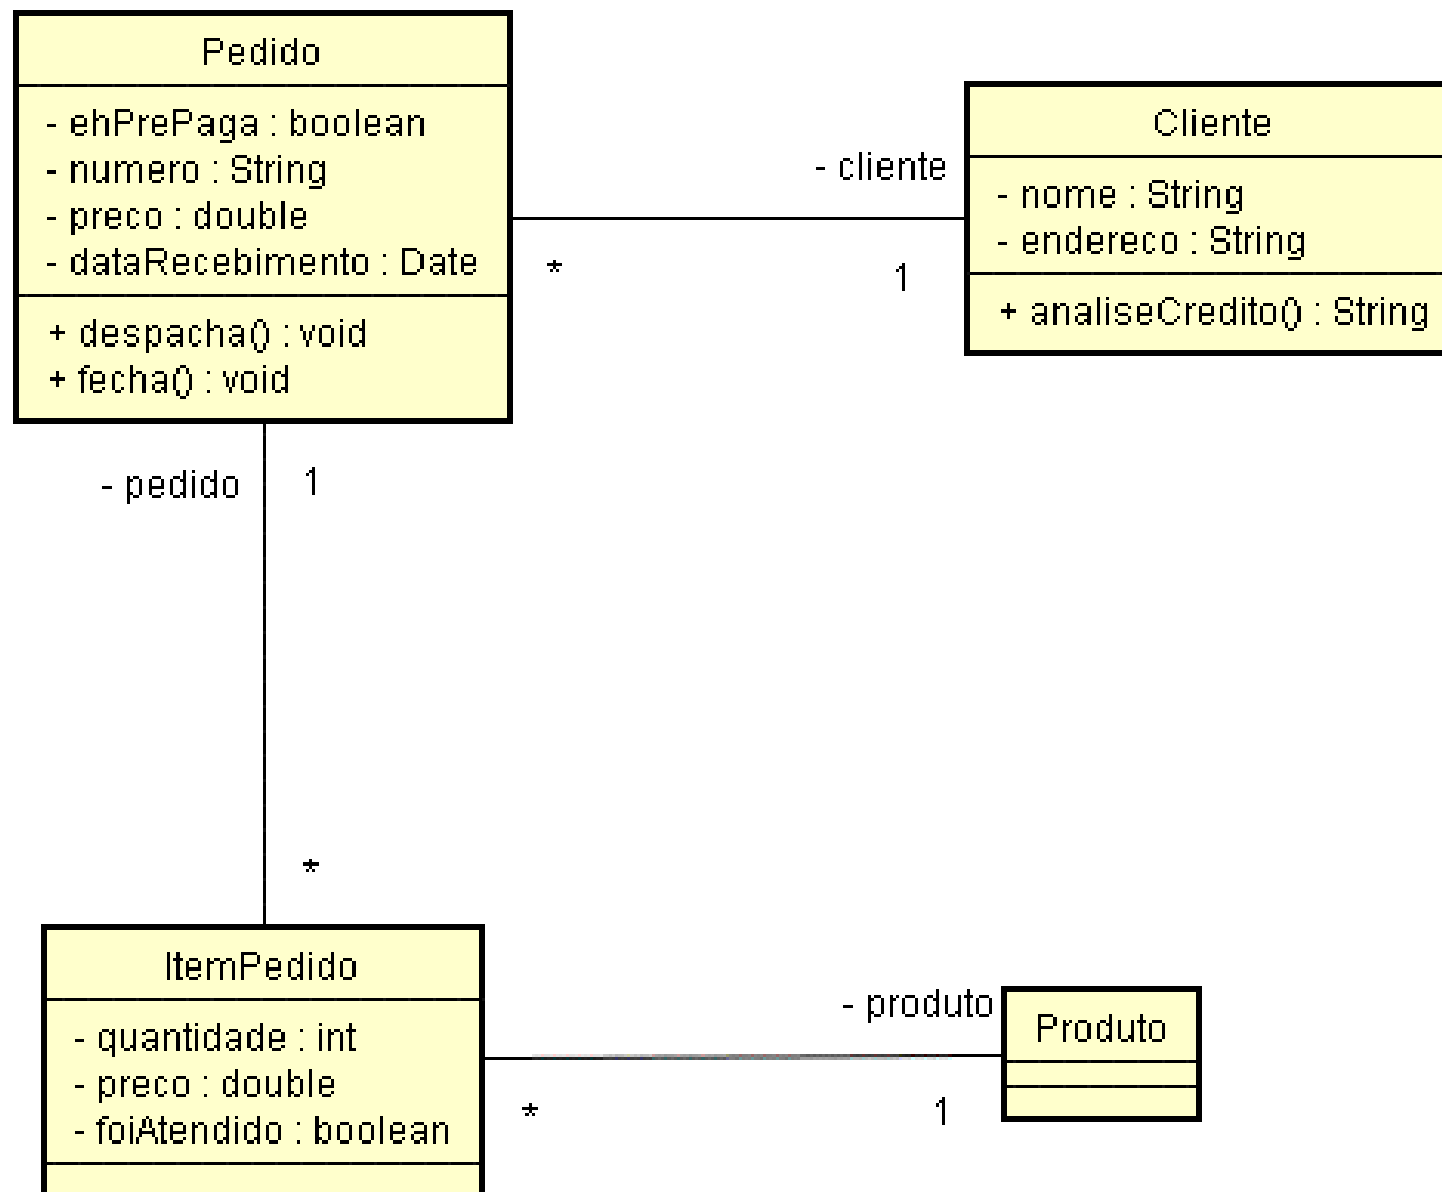 Pedido
- ehPrePaga : boolean
- numero : String
- preco : double
- dataRecebimento : Date
+ despacha() : void
+ fecha() : void
- cliente
*
1
Cliente
- nome : String
- endereco : String
+ analiseCredito() : String
- pedido
1
*
ItemPedido
- quantidade : int
- preco : double
- foiAtendido : boolean
- produto
*
1
Produto